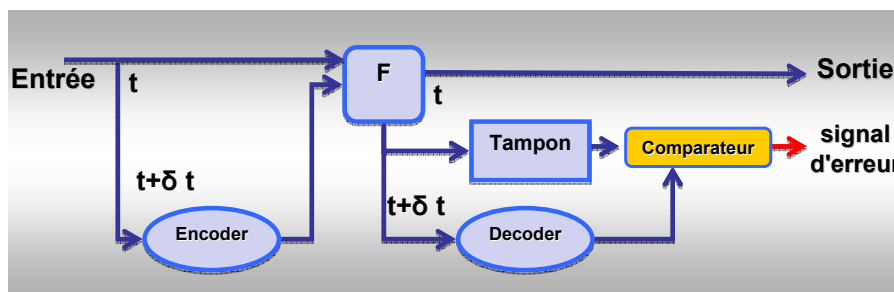 Entrée
t
F
t
Sortie
Tampon
Comparateur
signal
d'erreur
t+δ t
Encoder
t+δ t
Decoder